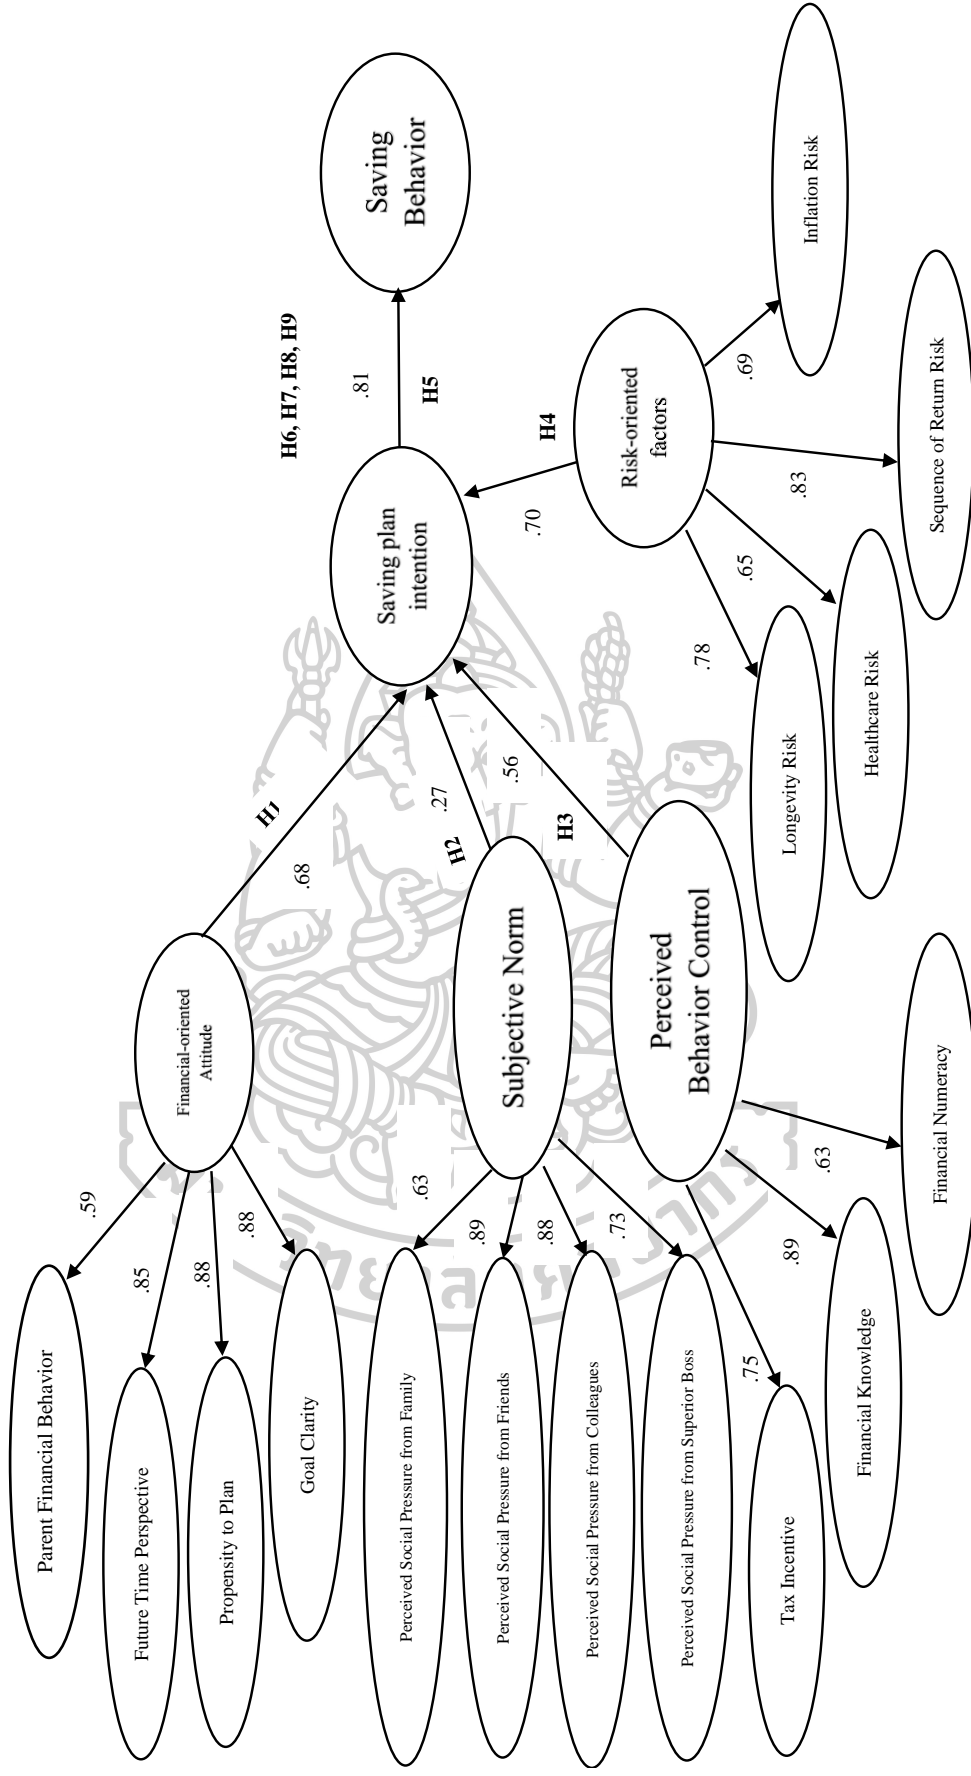 Parent Financial Behavior
Future Time Perspective
Propensity to Plan
Goal Clarity
.59
.85
.88
.88
Financial-oriented
Attitude
H1
.68
Perceived Social Pressure from Family
Perceived Social Pressure from Friends
Perceived Social Pressure from Colleagues
Perceived Social Pressure from Superior Boss
.63
.89
.88
.73
Subjective Norm
H2
.27
Tax Incentive
Financial Knowledge
Financial Numeracy
.75
.89
.63
Perceived
Behavior Control
H3
.56
Saving plan
intention
H6, H7, H8, H9
.81
H5
Saving
Behavior
H4
.70
Risk-oriented
factors
.78
.65
.83
.69
Longevity Risk
Healthcare Risk
Sequence of Return Risk
Inflation Risk